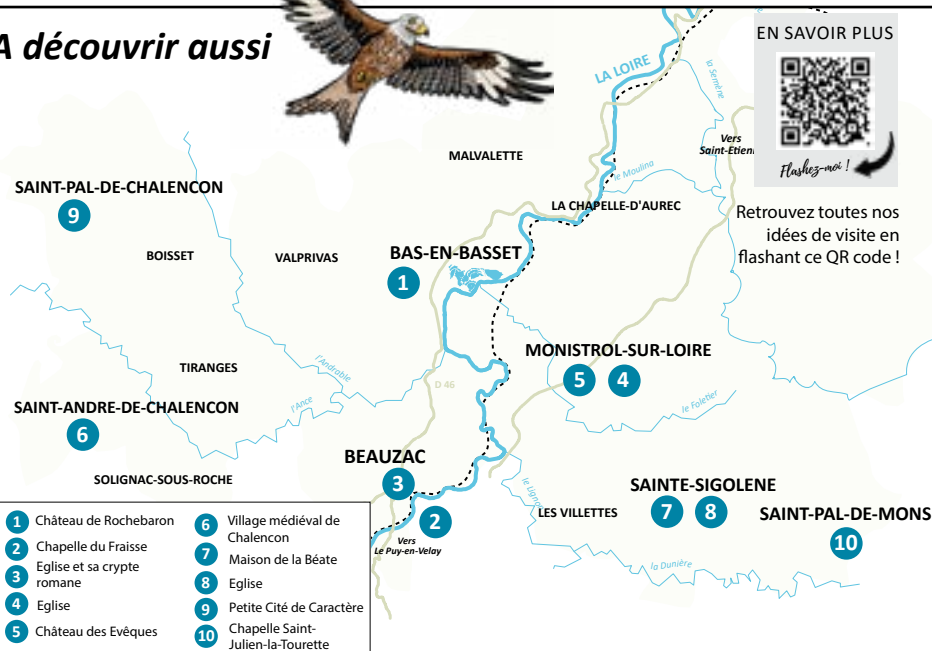 A découvrir aussi
EN SAVOIR PLUS
Flashez-moi !
Retrouvez toutes nos
idées de visite en
flashant ce QR code !
LA LOIRE
la Semène
Vers
Saint-Etien
MALVALETTE
le Moulina
SAINT-PAL-DE-CHALENCON
9
LA CHAPELLE-D'AUREC
BOISSET
VALPRIVAS
BAS-EN-BASSET
1
MONISTROL-SUR-LOIRE
5
4
TIRANGES
l'Andrable
D 46
l'Ance
le Foletier
SAINT-ANDRE-DE-CHALENCON
6
BEAUZAC
3
SOLIGNAC-SOUS-ROCHE
SAINTE-SIGOLENE
7
8
le Lignon
LES VILLETTES
SAINT-PAL-DE-MONS
10
2
Vers
Le Puy-en-Velay
la Dunière
1 Château de Rochebaron
2 Chapelle du Fraisse
3 Eglise et sa crypte
romane
4 Eglise
5 Château des Evêques
6 Village médiéval de
Chalencon
7 Maison de la Béate
8 Eglise
9 Petite Cité de Caractère
10 Chapelle Saint-
Julien-la-Tourette